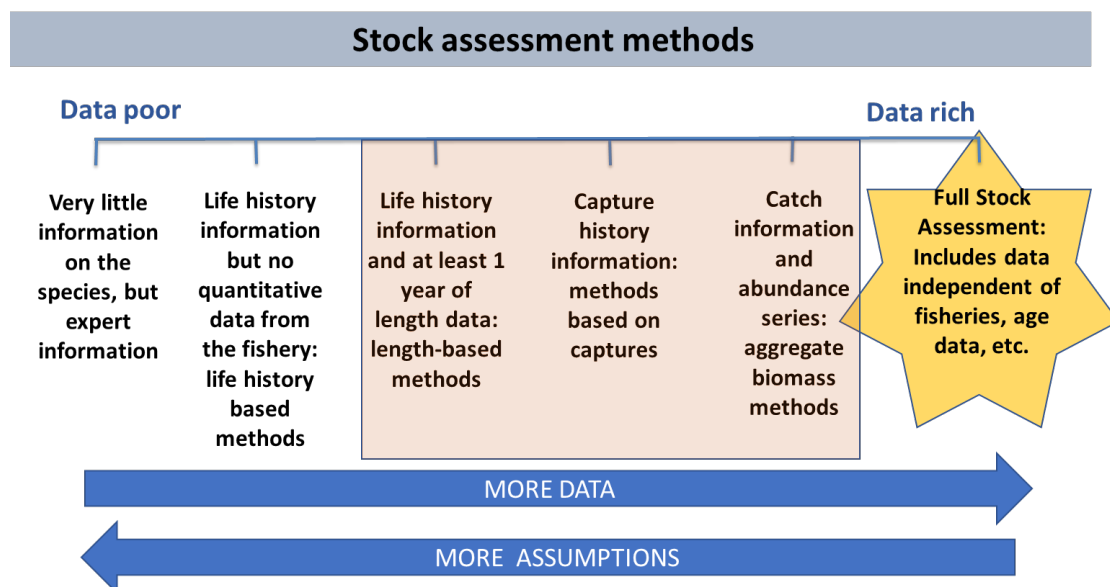 Stock assessment methods
Data poor
Data rich
Very little
information
on the
species, but
expert
information
Life history
information
but no
quantitative
data from
the fishery:
life history
based
methods
Life history
information
and at least 1
year of
length data:
length-based
methods
Capture
history
information:
methods
based on
captures
Catch
information
and
abundance
series:
aggregate
biomass
methods
Full Stock
Assessment:
Includes data
independent of
fisheries, age
data, etc.
MORE DATA
MORE ASSUMPTIONS